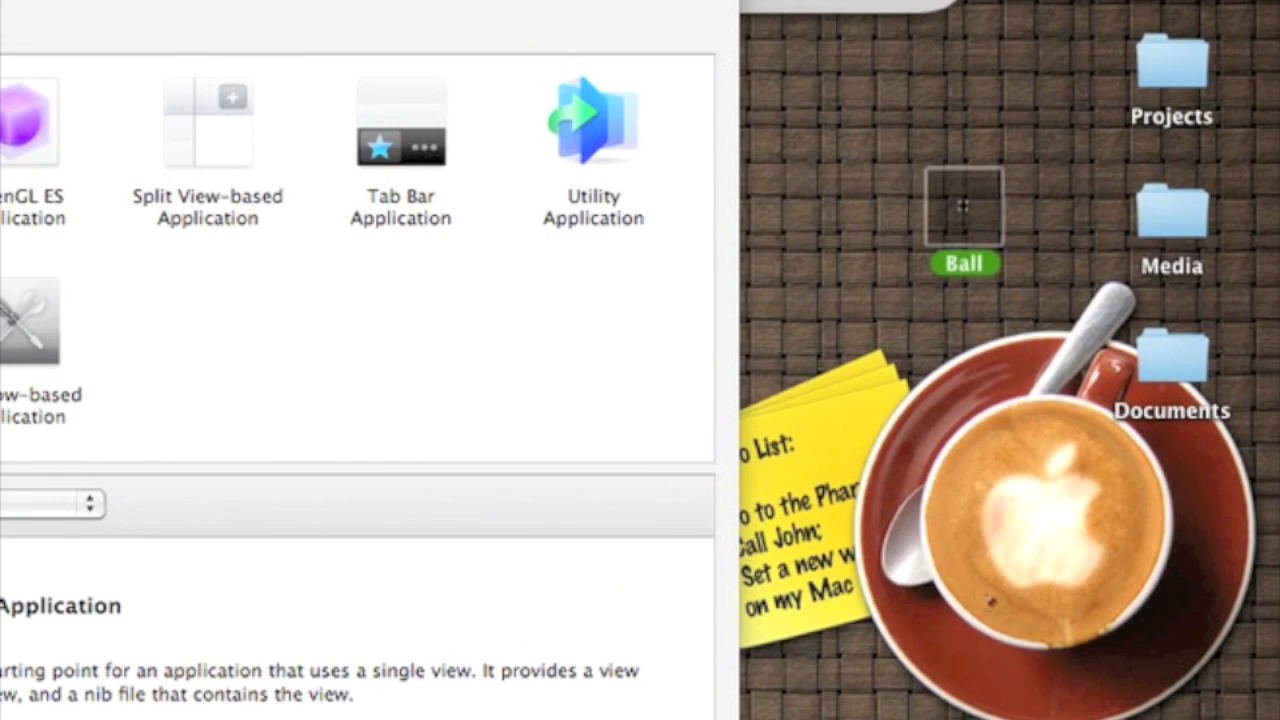 enGL ES
lication
Split View-based
Application
Tab Bar
Application
Utility
Application
ow-based
lication
Application
arting point for an application that uses a single view. It provides a view
ew, and a nib file that contains the view.
Projects
Ball
Media
Documents
o List:
o to the Phar
Call John;
Set a new w
on my Mac